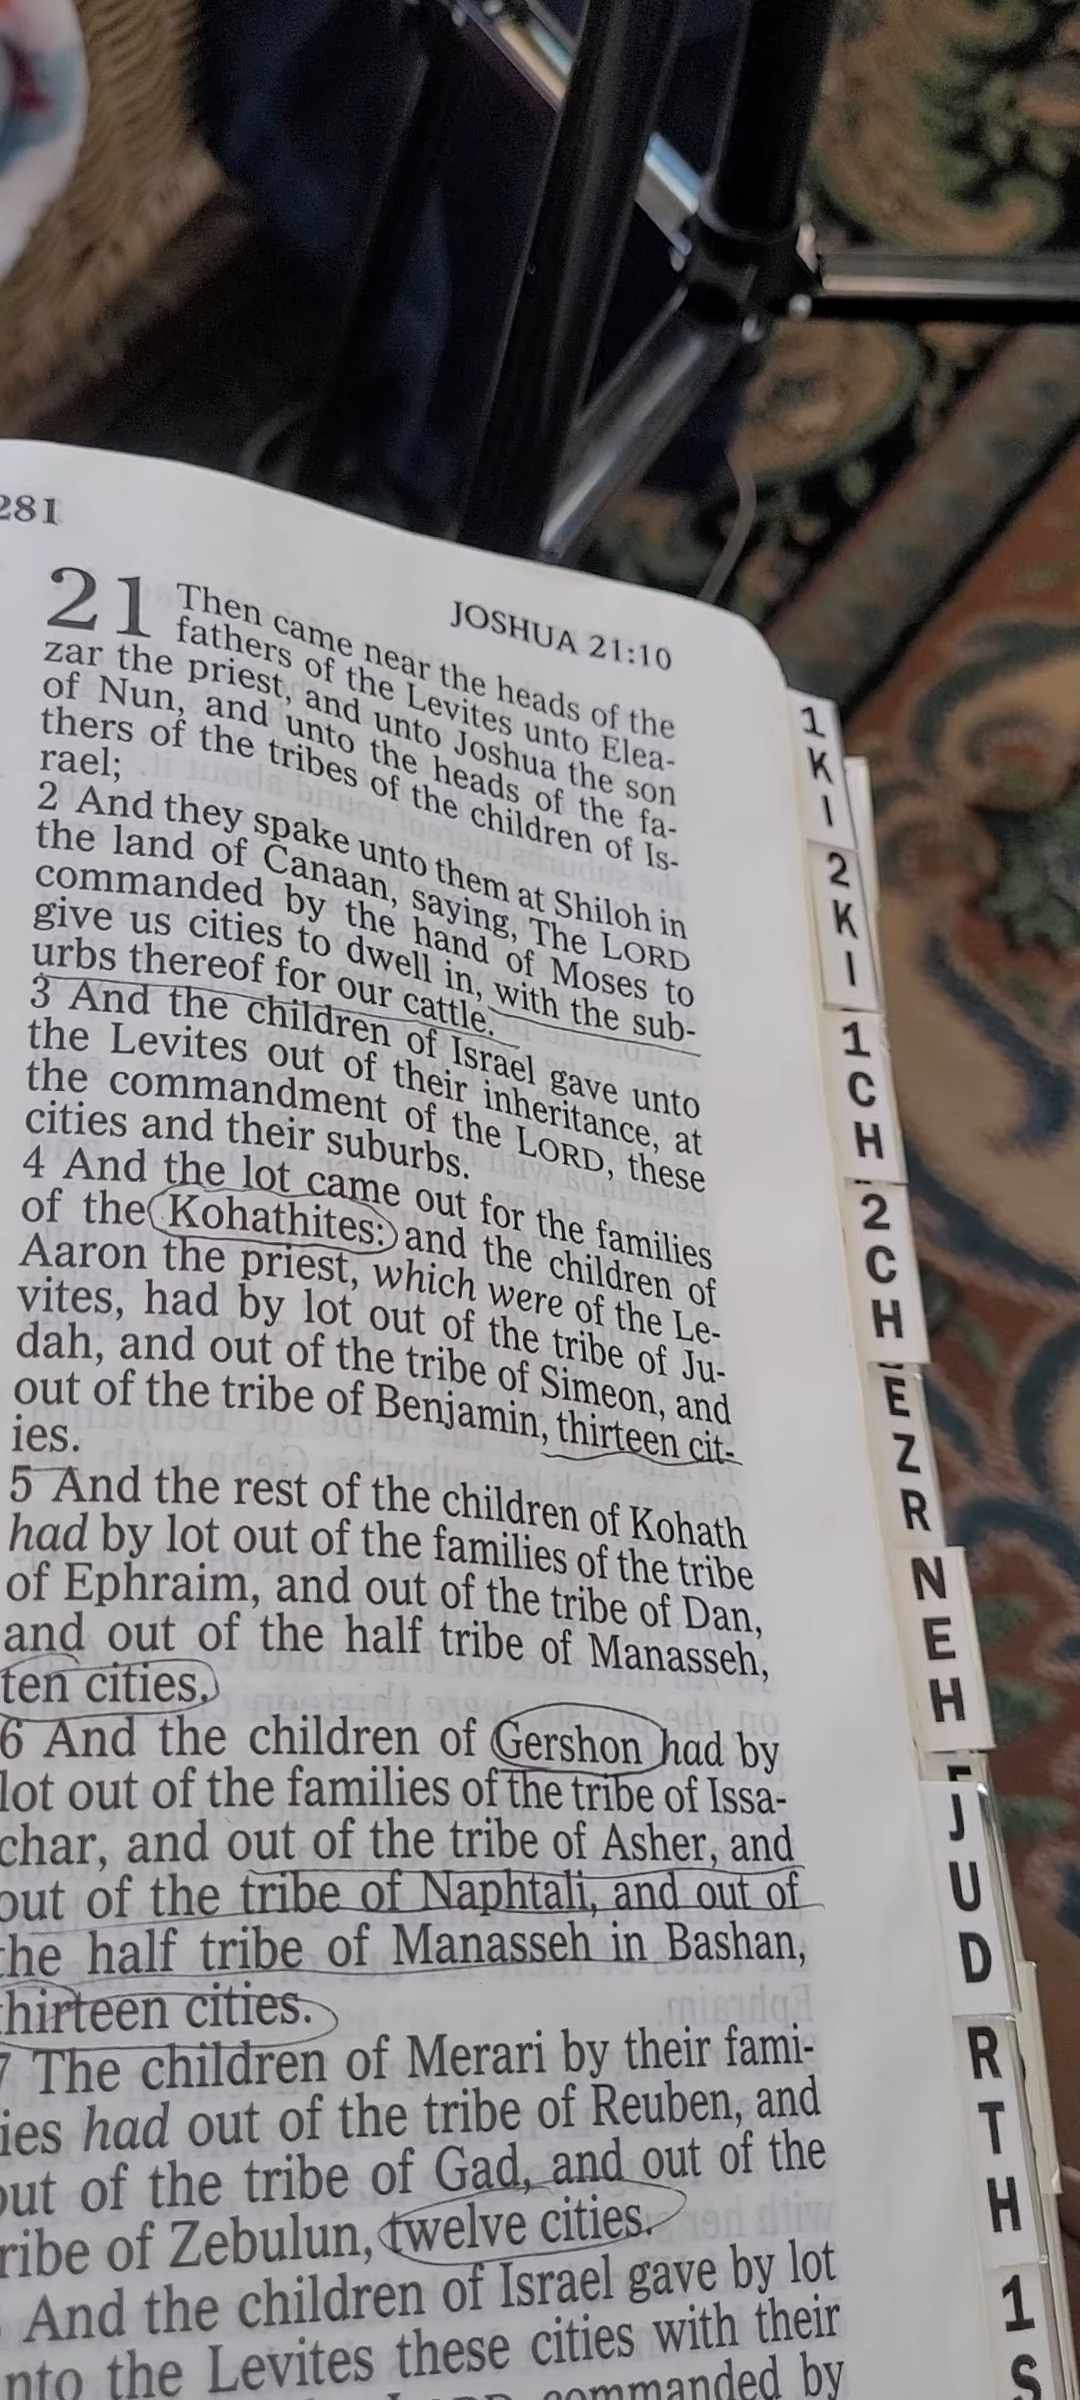 281
JOSHUA 21:10
21 Then came near the heads of the
fathers of the Levites unto Elea-
zar the priest, and unto Joshua the son
of Nun, and unto the heads of the fa-
thers of the tribes of the children of Is-
rael;
2 And they spake unto them at Shiloh in
the land of Canaan, saying, The LORD
commanded by the hand of Moses to
give us cities to dwell in, with the sub-
urbs thereof for our cattle.
3 And the children of Israel gave unto
the Levites out of their inheritance, at
the commandment of the LORD, these
cities and their suburbs.
4 And the lot came out for the families
of the Kohathites: and the children of
Aaron the priest, which were of the Le-
vites, had by lot out of the tribe of Ju-
dah, and out of the tribe of Simeon, and
out of the tribe of Benjamin, thirteen cit-
ies.
5 And the rest of the children of Kohath
had by lot out of the families of the tribe
of Ephraim, and out of the tribe of Dan,
and out of the half tribe of Manasseh,
ten cities.
6 And the children of Gershon had by
lot out of the families of the tribe of Issa-
char, and out of the tribe of Asher, and
out of the tribe of Naphtali, and out of
the half tribe of Manasseh in Bashan,
thirteen cities.
7 The children of Merari by their fami-
ies had out of the tribe of Reuben, and
out of the tribe of Gad, and out of the
ribe of Zebulun, twelve cities.
And the children of Israel gave by lot
nto the Levites these cities with their
commanded by
1 K I
2 K I
1 C H
2 C H
E Z R
N E H
J U D
R T H
1 S